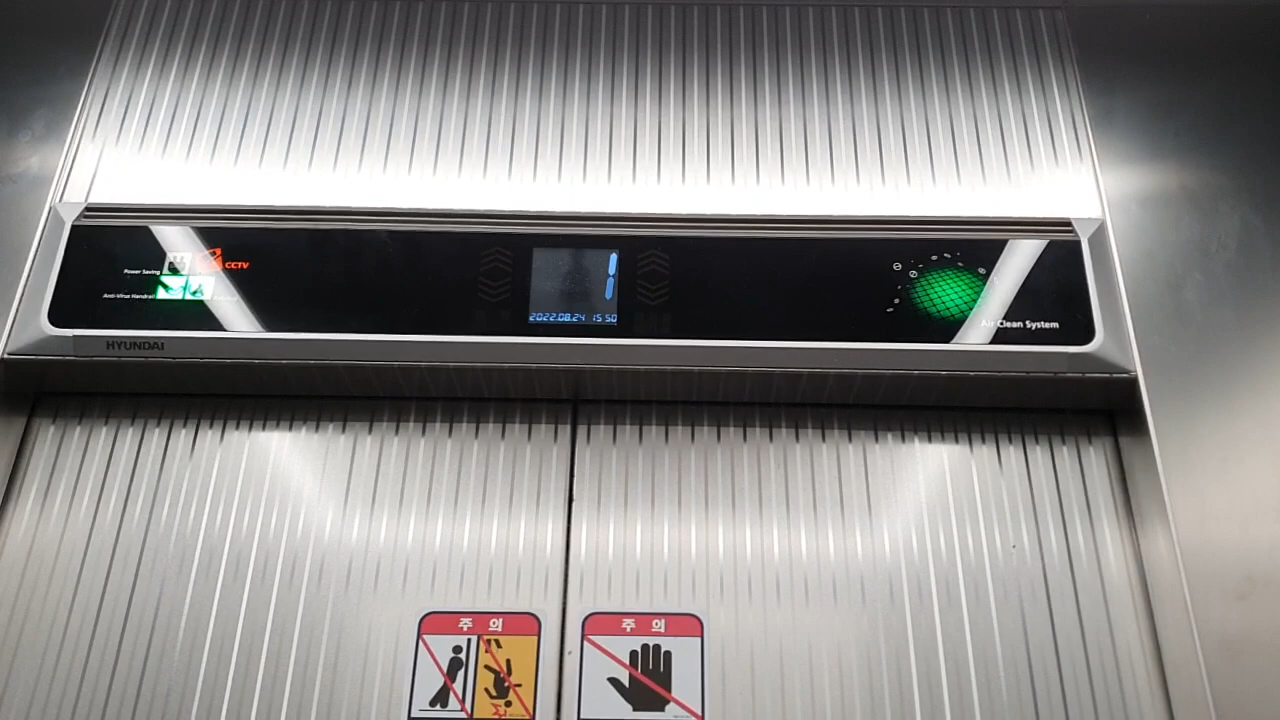 Power Saving
CCTV
Anti-Virus Handrail
1
2022.08.24 15 50
Air Clean System
HYUNDAI
주 의
주 의